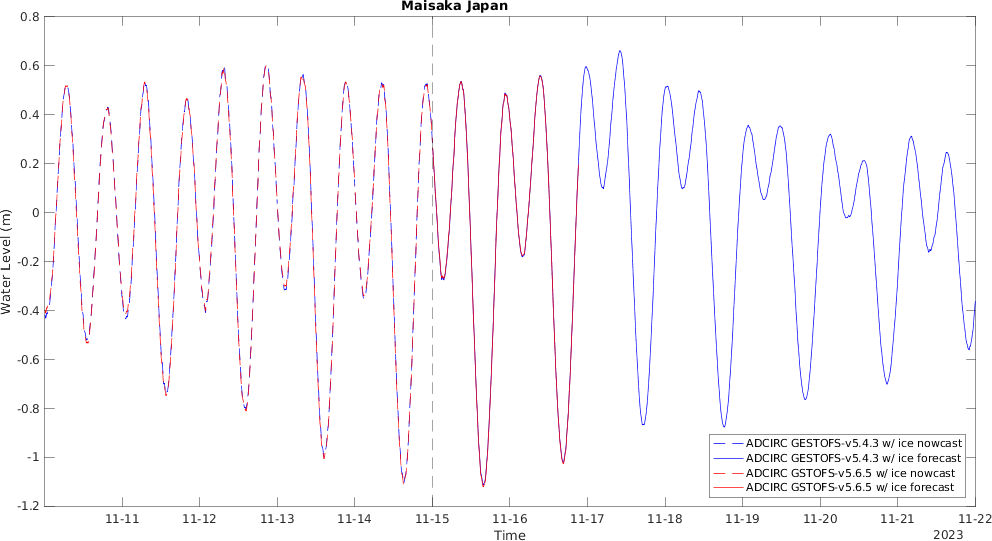 Maisaka Japan
0.8
0.6
0.4
0.2
0
-0.2
-0.4
-0.6
-0.8
-1
-1.2
Water Level (m)
ADCIRC GESTOFS-v5.4.3 w/ ice nowcast
ADCIRC GESTOFS-v5.4.3 w/ ice forecast
ADCIRC GSTOFS-v5.6.5 w/ ice nowcast
ADCIRC GSTOFS-v5.6.5 w/ ice forecast
11-11 11-12 11-13 11-14 11-15 11-16 11-17 11-18 11-19 11-20 11-21 11-22
Time
2023